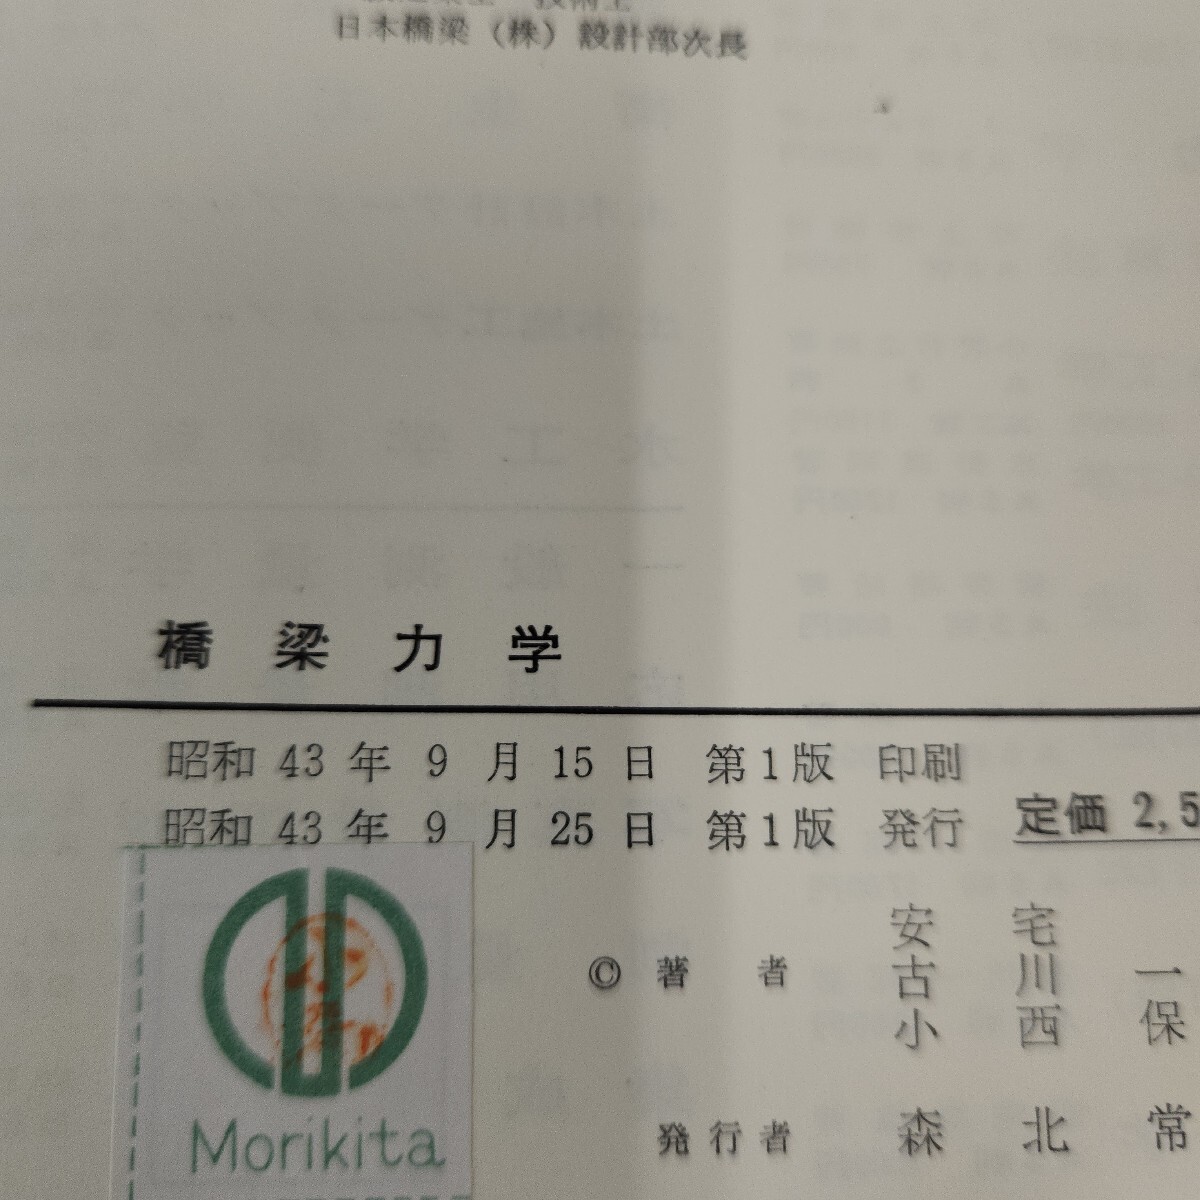 日本橋梁（株）設計部次長
橋梁力学
昭和 43 年 9 月 15 日 第1版 印刷
昭和 43 年 9 月 25 日 第1版 発行
定価 2,5
© 著者
安宅
古川一
小西保
発行者 森北常
Morikita